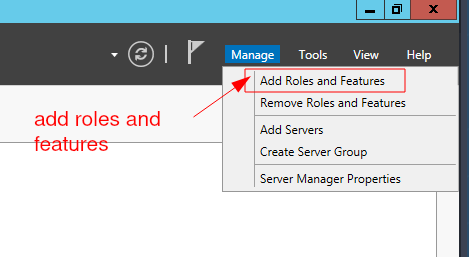 Manage Tools View Help
Add Roles and Features
Remove Roles and Features
Add Servers
Create Server Group
Server Manager Properties
add roles and
features